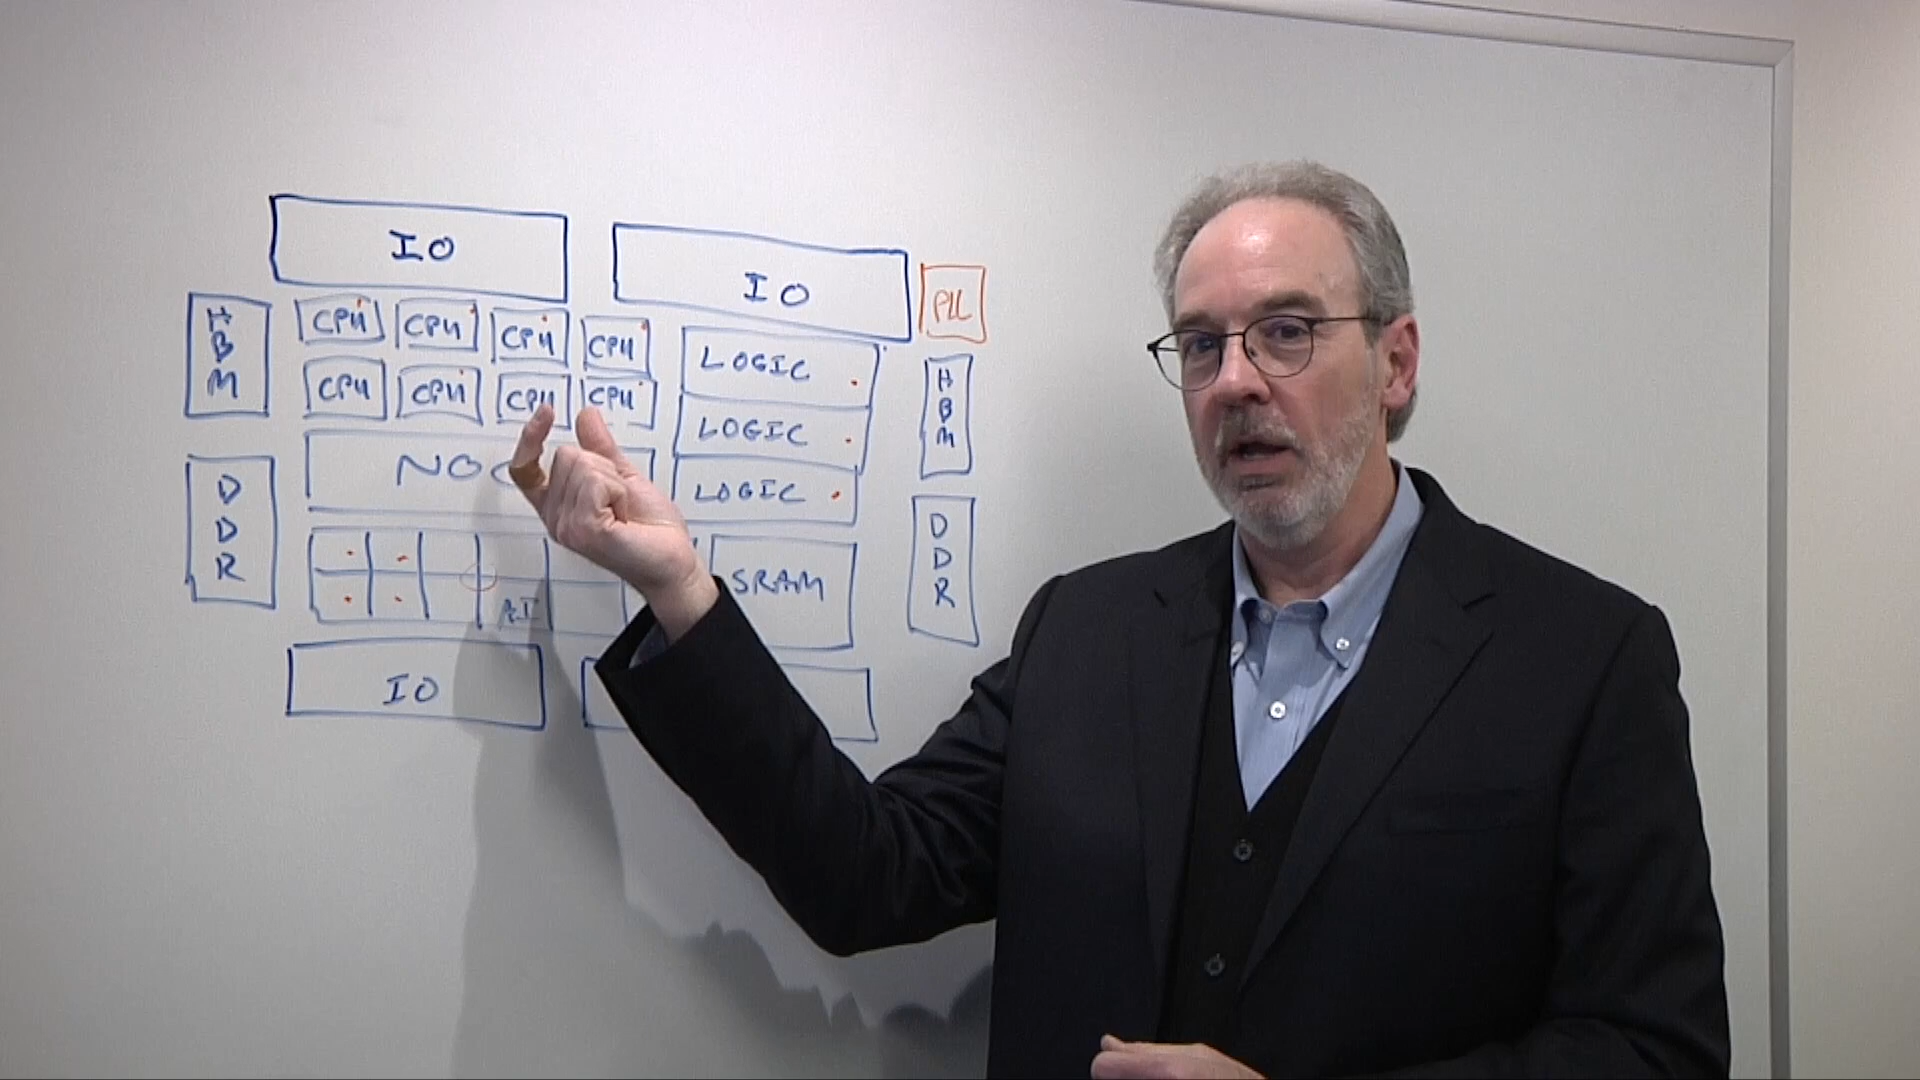 IO
IO
PLL
HBM
CPU CPU CPU CPU
LOGIC
HBM
CPU CPU CPU CPU
LOGIC
LOGIC
DDR
DDR
SRAM
AI
IO